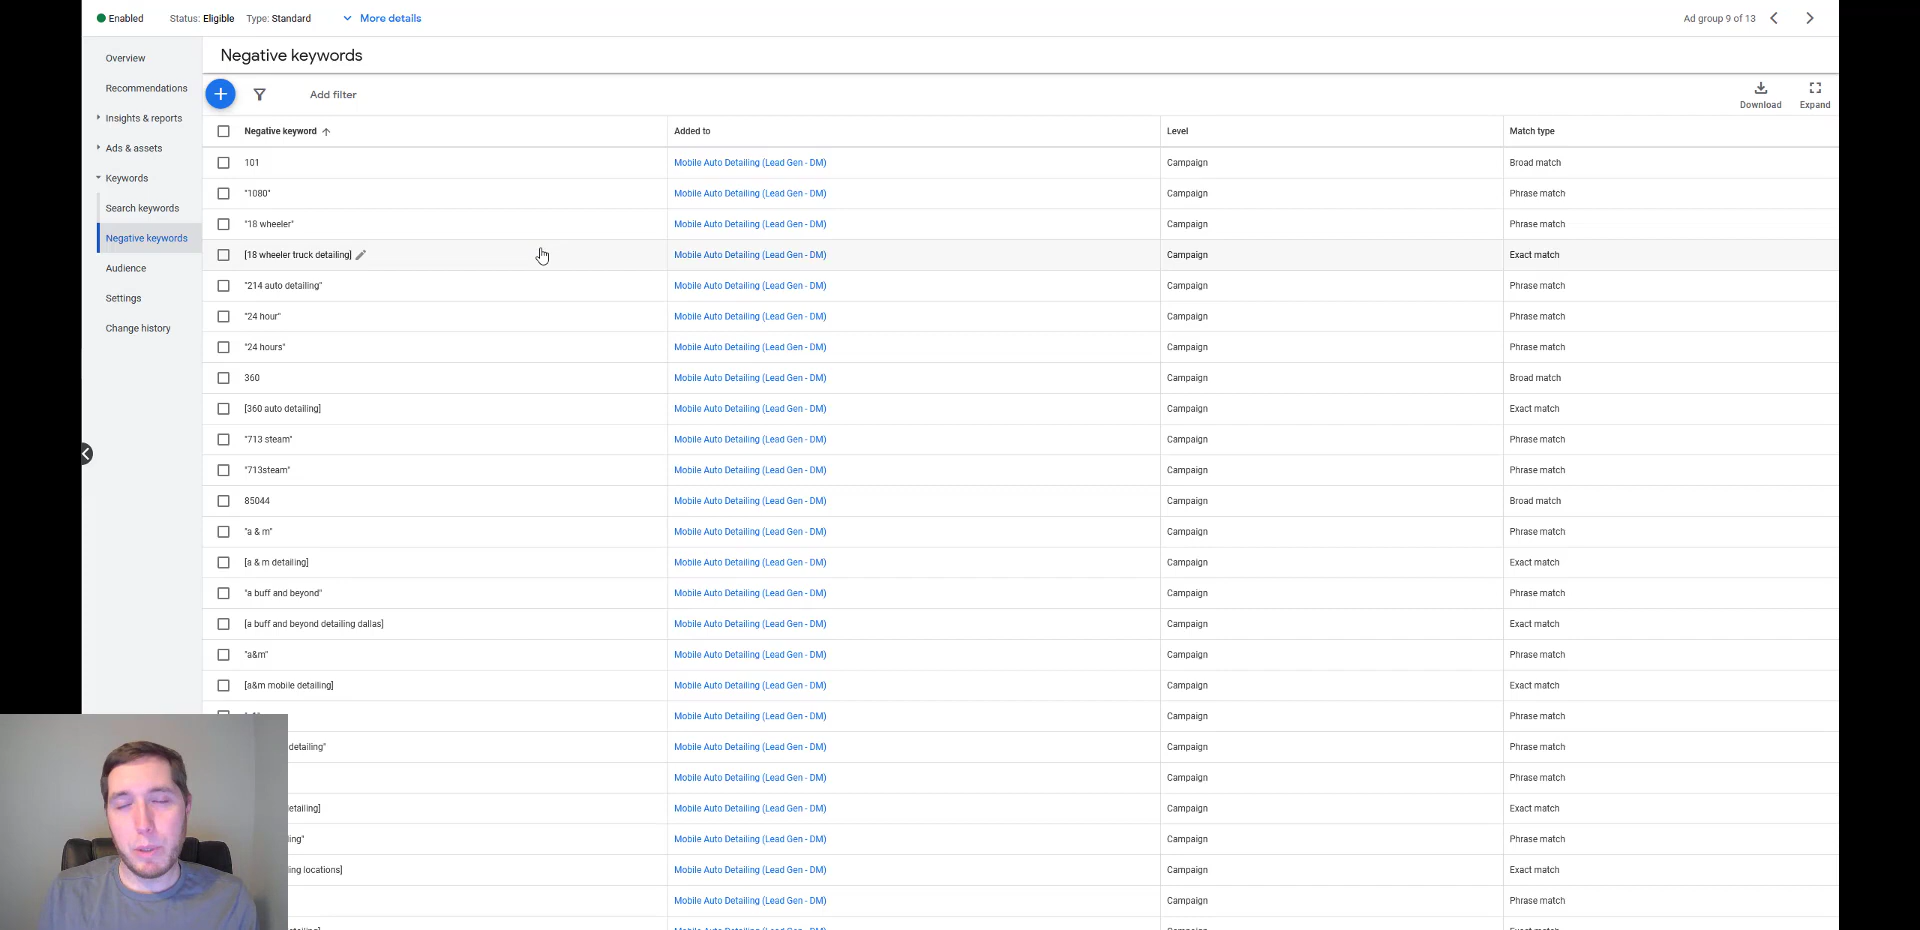 Enabled Status: Eligible Type: Standard More details Ad group 9 of 13
Overview
Recommendations
Insights & reports
Ads & assets
Keywords
Search keywords
Negative keywords
Audience
Settings
Change history
Negative keywords
Add filter
Download
Expand
Negative keyword Added to Level Match type
101 Mobile Auto Detailing (Lead Gen - DM) Campaign Broad match
"1080" Mobile Auto Detailing (Lead Gen - DM) Campaign Phrase match
"18 wheeler" Mobile Auto Detailing (Lead Gen - DM) Campaign Phrase match
[18 wheeler truck detailing] Mobile Auto Detailing (Lead Gen - DM) Campaign Exact match
"214 auto detailing" Mobile Auto Detailing (Lead Gen - DM) Campaign Phrase match
"24 hour" Mobile Auto Detailing (Lead Gen - DM) Campaign Phrase match
"24 hours" Mobile Auto Detailing (Lead Gen - DM) Campaign Phrase match
360 Mobile Auto Detailing (Lead Gen - DM) Campaign Broad match
[360 auto detailing] Mobile Auto Detailing (Lead Gen - DM) Campaign Exact match
"713 steam" Mobile Auto Detailing (Lead Gen - DM) Campaign Phrase match
"713steam" Mobile Auto Detailing (Lead Gen - DM) Campaign Phrase match
85044 Mobile Auto Detailing (Lead Gen - DM) Campaign Broad match
"a & m" Mobile Auto Detailing (Lead Gen - DM) Campaign Phrase match
[a & m detailing] Mobile Auto Detailing (Lead Gen - DM) Campaign Exact match
"a buff and beyond" Mobile Auto Detailing (Lead Gen - DM) Campaign Phrase match
[a buff and beyond detailing dallas] Mobile Auto Detailing (Lead Gen - DM) Campaign Exact match
"a&m" Mobile Auto Detailing (Lead Gen - DM) Campaign Phrase match
[a&m mobile detailing] Mobile Auto Detailing (Lead Gen - DM) Campaign Exact match
Mobile Auto Detailing (Lead Gen - DM) Campaign Phrase match
detailing" Mobile Auto Detailing (Lead Gen - DM) Campaign Phrase match
Mobile Auto Detailing (Lead Gen - DM) Campaign Phrase match
etailing] Mobile Auto Detailing (Lead Gen - DM) Campaign Exact match
ling" Mobile Auto Detailing (Lead Gen - DM) Campaign Phrase match
ling locations] Mobile Auto Detailing (Lead Gen - DM) Campaign Exact match
Mobile Auto Detailing (Lead Gen - DM) Campaign Phrase match